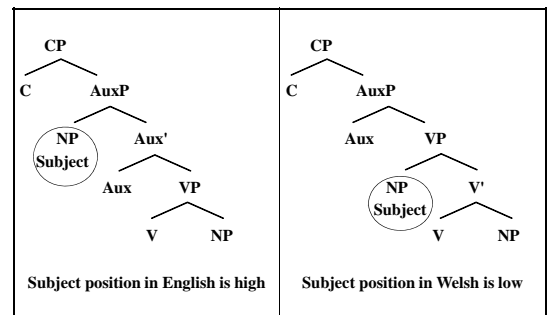 CP
C AuxP
NP Aux'
Subject
Aux VP
V NP
Subject position in English is high
CP
C AuxP
Aux VP
NP V'
Subject
V NP
Subject position in Welsh is low